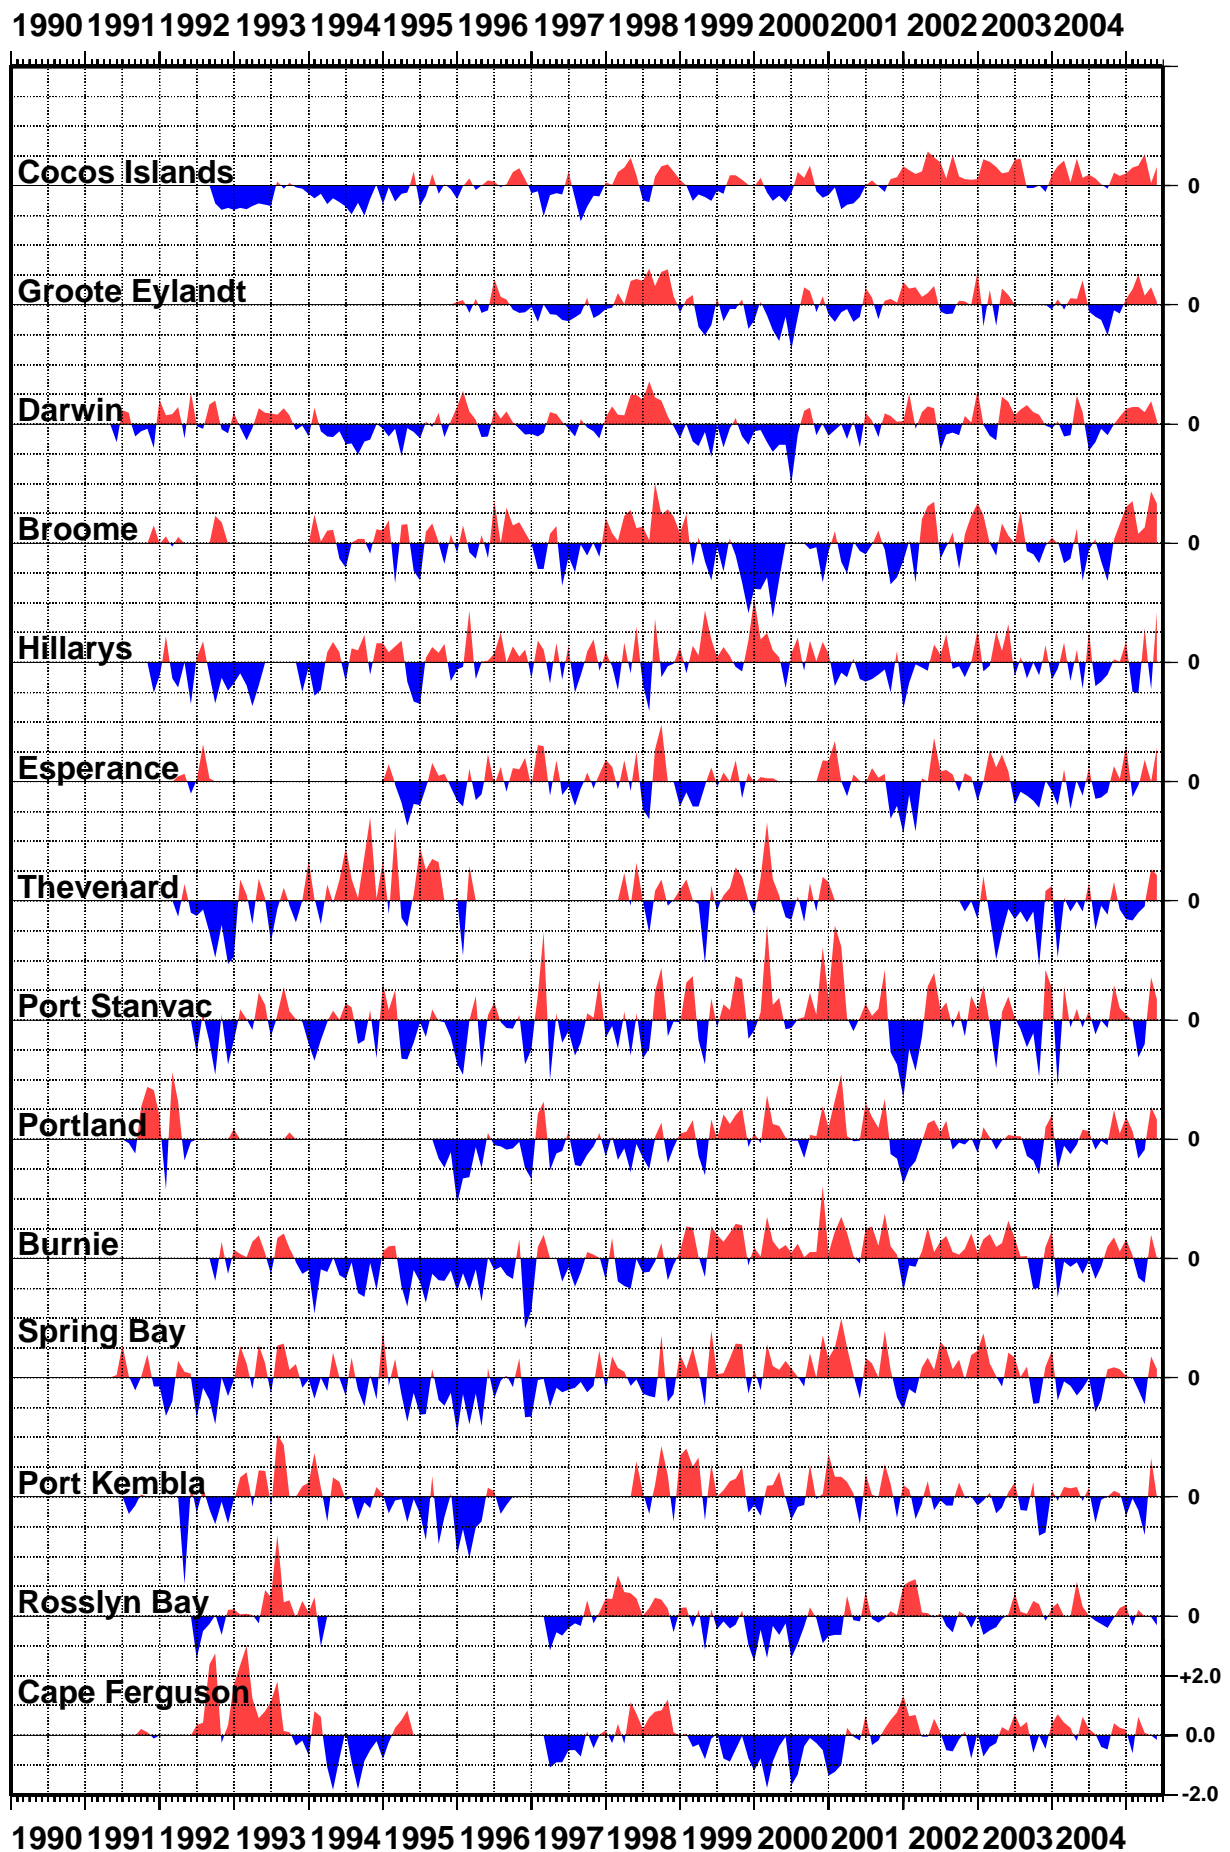 1990 1991 1992 1993 1994 1995 1996 1997 1998 1999 2000 2001 2002 2003 2004
Cocos Islands 0
Groote Eylandt 0
Darwin 0
Broome 0
Hillarys 0
Esperance 0
Thevenard 0
Port Stanvac 0
Portland 0
Burnie 0
Spring Bay 0
Port Kembla 0
Rosslyn Bay 0
+2.0
Cape Ferguson
0.0
-2.0
1990 1991 1992 1993 1994 1995 1996 1997 1998 1999 2000 2001 2002 2003 2004